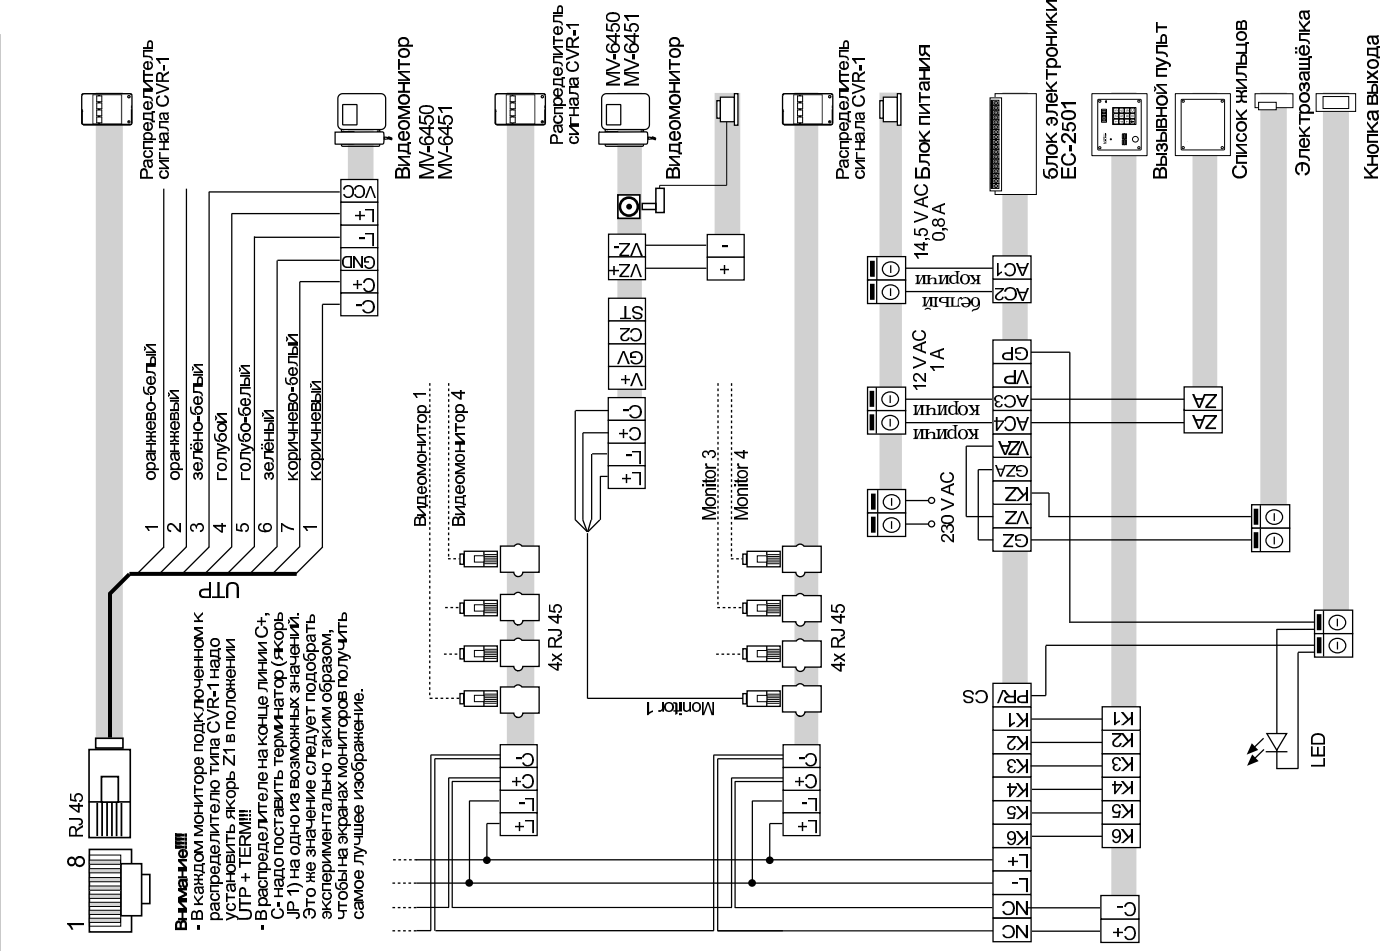 Распределитель
сигнала CVR-1
Видеомонитор
MV-6450
MV-6451
Распределитель
сигнала CVR-1
MV-6450
MV-6451
Видеомонитор
Распределитель
сигнала CVR-1
Блок питания
блок электроники
EC-2501
Вызывной пульт
Список жильцов
Электрозащёлка
Кнопка выхода
VCC
L+
L-
GND
C+
C-
1 оранжево-белый
2 оранжевый
3 зелёно-белый
4 голубой
5 голубо-белый
6 зелёный
7 коричнево-белый
1 коричневый
UTP
RJ 45
1 8
Внимание!!!!!
- В каждом мониторе подключенном к
распределителю типа CVR-1 надо
установить якорь Z1 в положении
UTP + TERM!!!
- В распределителе на конце линии C+,
C- надо поставить терминатор (якорь
JP 1) на одно из возможных значений.
Это же значение следует подобрать
экспериментально таким образом,
чтобы на экранах мониторов получить
самое лучшее изображение.
Видеомонитор 1
Видеомонитор 4
4x RJ 45
C-
C+
L-
L+
VZ-
VZ+
-
+
ST
C2
GV
V+
C-
C+
L-
L+
Monitor 1
Monitor 3
Monitor 4
4x RJ 45
C-
C+
L-
L+
14,5 V AC
0,8 A
коричи
белый
12 V AC
1 A
коричи
коричи
230 V AC
AC1
AC2
GP
VP
AC3
AC4
VZA
GZA
KZ
VZ
GZ
CS
PR/
K1
K2
K3
K4
K5
K6
L+
L-
NC
NC
K1
K2
K3
K4
K5
K6
C-
C+
ZA
ZA
LED